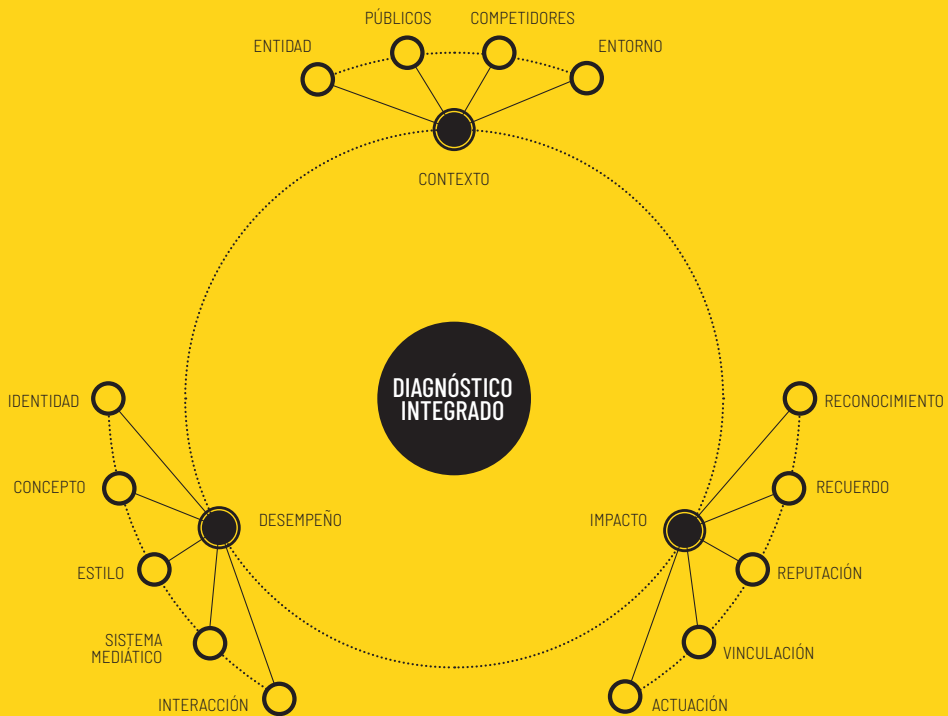 PÚBLICOS
COMPETIDORES
ENTIDAD
ENTORNO
CONTEXTO
DIAGNÓSTICO
INTEGRADO
IDENTIDAD
CONCEPTO
DESEMPEÑO
ESTILO
SISTEMA
MEDIÁTICO
INTERACCIÓN
RECONOCIMIENTO
RECUERDO
IMPACTO
REPUTACIÓN
VINCULACIÓN
ACTUACIÓN